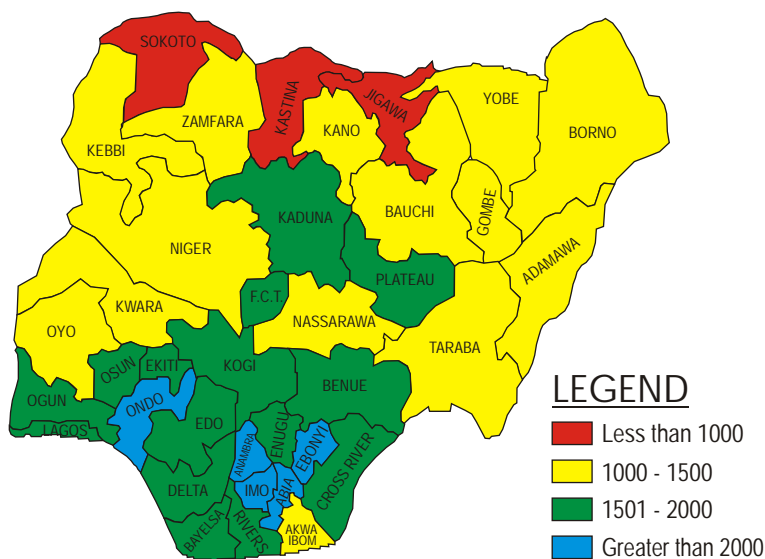 SOKOTO
KASTINA
JIGAWA
YOBE
BORNO
ZAMFARA
KANO
KEBBI
BAUCHI
GOMBE
KADUNA
NIGER
ADAMAWA
PLATEAU
F.C.T.
KWARA
NASSARAWA
OYO
TARABA
OSUN
EKITI
KOGI
BENUE
OGUN
ONDO
LAGOS
EDO
ENUGU
EBONYI
ANAMBRA
CROSS RIVER
DELTA
IMO
ABIA
BAYELSA
RIVERS
AKWA
IBOM
LEGEND
Less than 1000
1000 - 1500
1501 - 2000
Greater than 2000